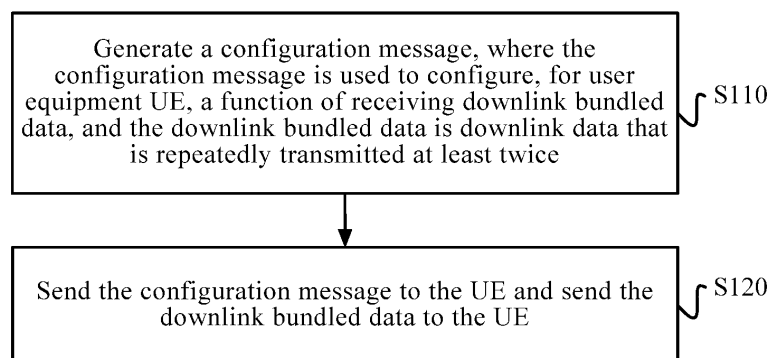 Generate a configuration message, where the
configuration message is used to configure, for user
equipment UE, a function of receiving downlink bundled
data, and the downlink bundled data is downlink data that
is repeatedly transmitted at least twice
S110
Send the configuration message to the UE and send the
downlink bundled data to the UE
S120